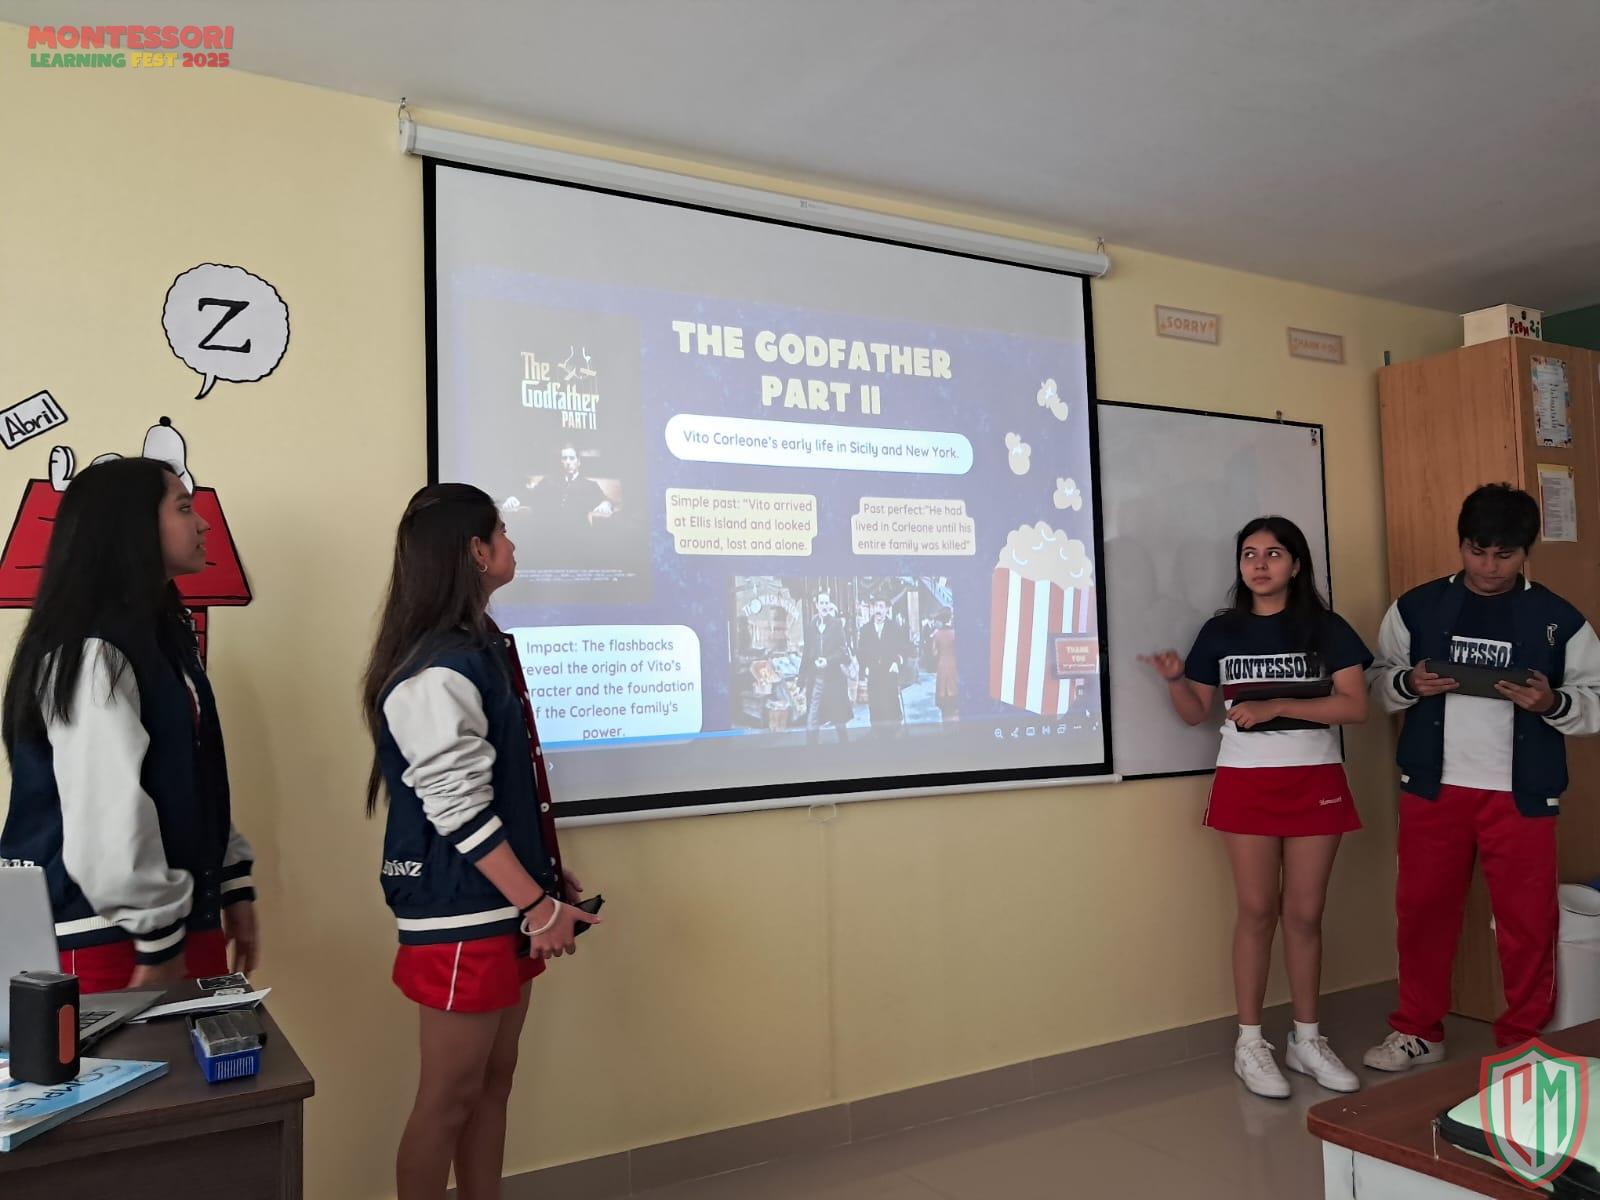 MONTESSORI
LEARNING FEST 2025
Z
Abril
The
Godfather
PART II
THE GODFATHER
PART II
Vito Corleone's early life in Sicily and New York.
Simple past: "Vito arrived
at Ellis Island and looked
around, lost and alone.
Past perfect:"He had
lived in Corleone until his
entire family was killed"
Impact: The flashbacks
reveal the origin of Vito's
racter and the foundation
f the Corleone family's
power.
THANK
YOU
SORRY
THANK YOU
MONTESSORI
NTESSO
CM